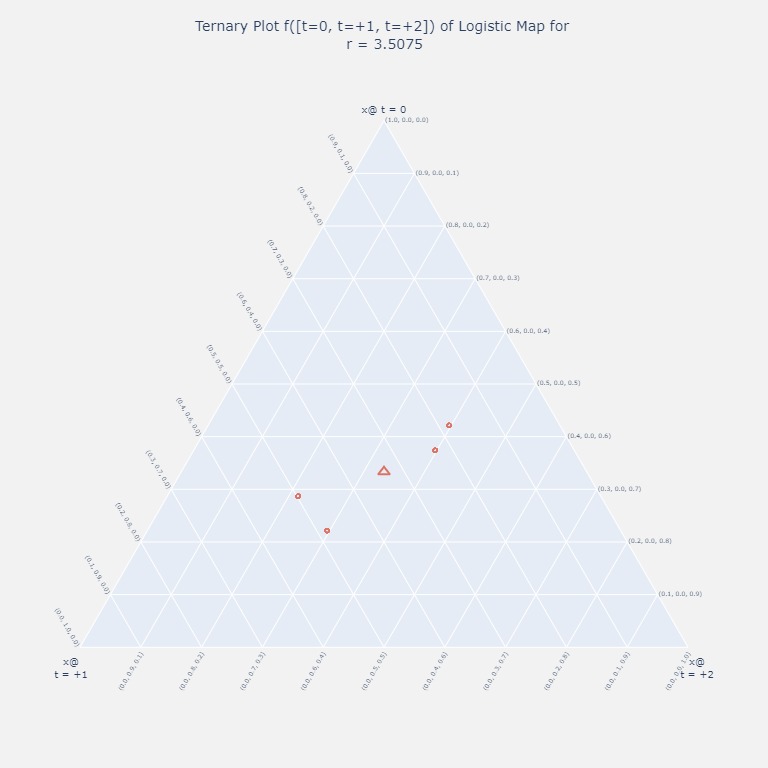 Ternary Plot f([t=0, t=+1, t=+2]) of Logistic Map for
r = 3.5075
x@ t = 0
(1.0, 0.0, 0.0)
(0.9, 0.1, 0.0)
(0.9, 0.0, 0.1)
(0.8, 0.2, 0.0)
(0.8, 0.0, 0.2)
(0.7, 0.3, 0.0)
(0.7, 0.0, 0.3)
(0.6, 0.4, 0.0)
(0.6, 0.0, 0.4)
(0.5, 0.5, 0.0)
(0.5, 0.0, 0.5)
(0.4, 0.6, 0.0)
(0.4, 0.0, 0.6)
(0.3, 0.7, 0.0)
(0.3, 0.0, 0.7)
(0.2, 0.8, 0.0)
(0.2, 0.0, 0.8)
(0.1, 0.9, 0.0)
(0.1, 0.0, 0.9)
(0.0, 1.0, 0.0)
x@
t = +1
(0.0, 0.9, 0.1)
(0.0, 0.8, 0.2)
(0.0, 0.7, 0.3)
(0.0, 0.6, 0.4)
(0.0, 0.5, 0.5)
(0.0, 0.4, 0.6)
(0.0, 0.3, 0.7)
(0.0, 0.2, 0.8)
(0.0, 0.1, 0.9)
(0.0, 0.0, 1.0)
x@
t = +2